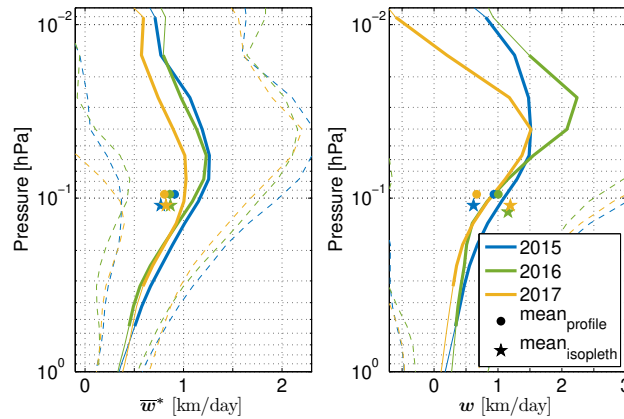 10⁻²
10⁻¹
10⁰
Pressure [hPa]
0 1 2
w̅* [km/day]
10⁻²
10⁻¹
10⁰
Pressure [hPa]
0 1 2 3
w [km/day]
2015
2016
2017
mean_profile
mean_isopleth